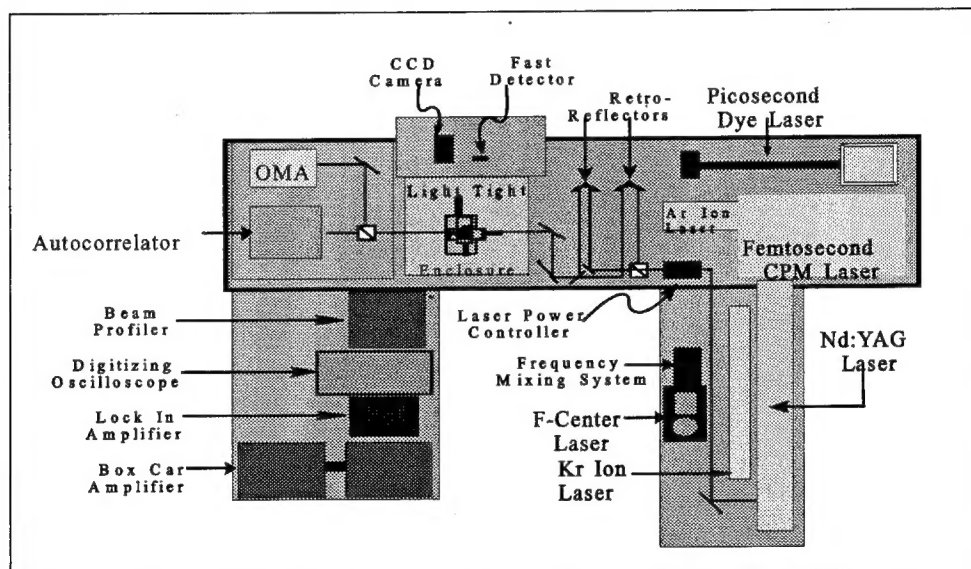 CCD
Camera
Fast
Detector
Retro-
Reflectors
Picosecond
Dye Laser
OMA
Light Tight
Ar Ion
Laser
Autocorrelator
Femtosecond
CPM Laser
Enclosure
Beam
Profiler
Laser Power
Controller
Nd:YAG
Laser
Digitizing
Oscilloscope
Frequency
Mixing System
Lock In
Amplifier
F-Center
Laser
Box Car
Amplifier
Kr Ion
Laser